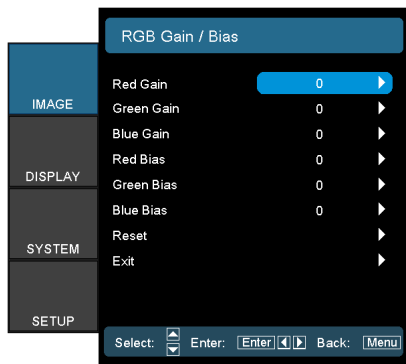 RGB Gain / Bias
IMAGE
DISPLAY
SYSTEM
SETUP
Red Gain 0
Green Gain 0
Blue Gain 0
Red Bias 0
Green Bias 0
Blue Bias 0
Reset
Exit
Select: Enter: Enter Back: Menu